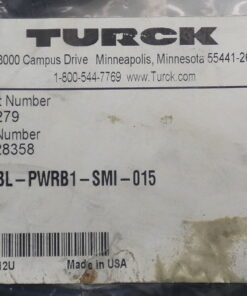 TURCK
3000 Campus Drive Minneapolis, Minnesota 55441-26
1-800-544-7769 www.Turck.com
t Number
279
Number
28358
BL-PWRB1-SMI-015
Made in USA
2U